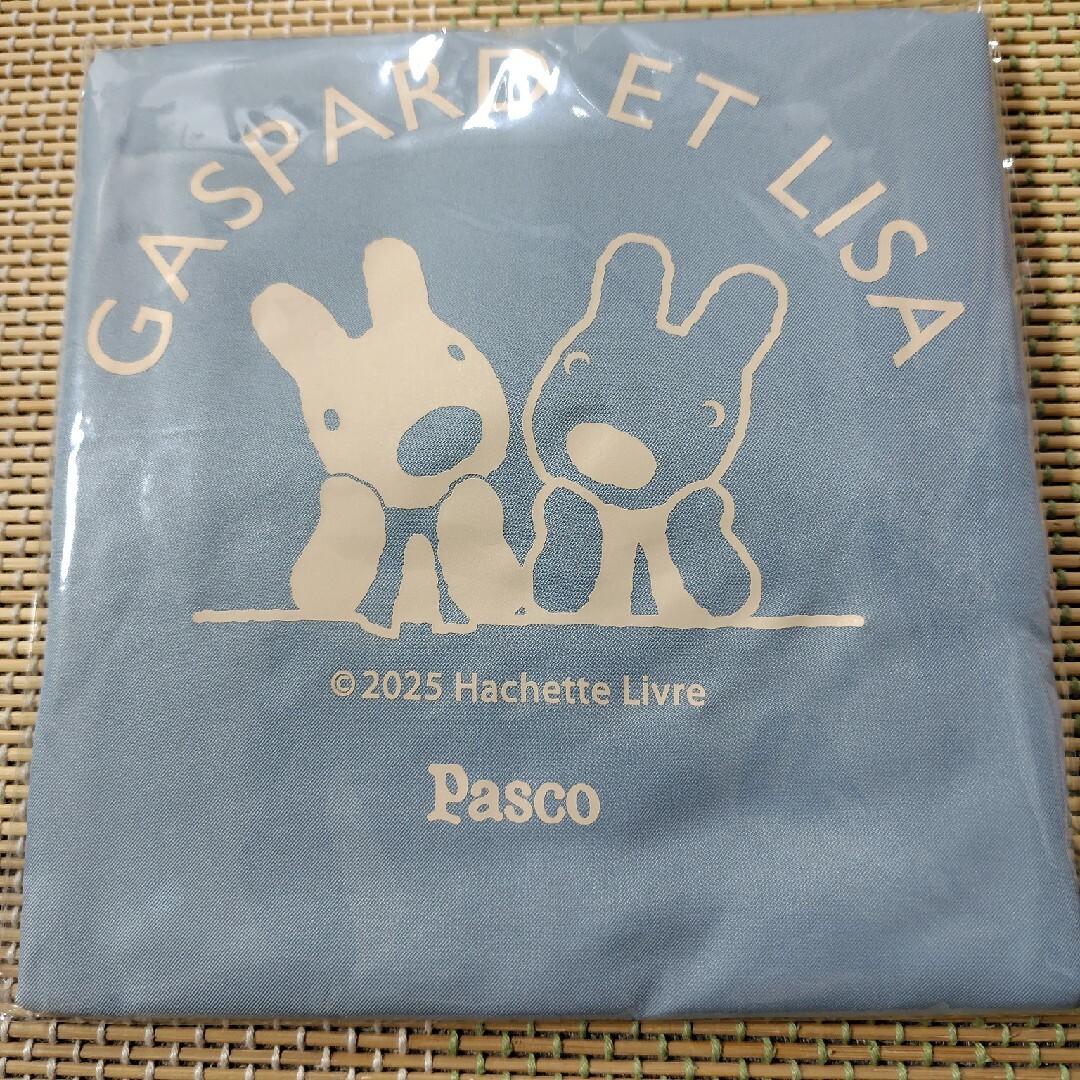 GASPARD ET LISA
©2025 Hachette Livre
Pasco